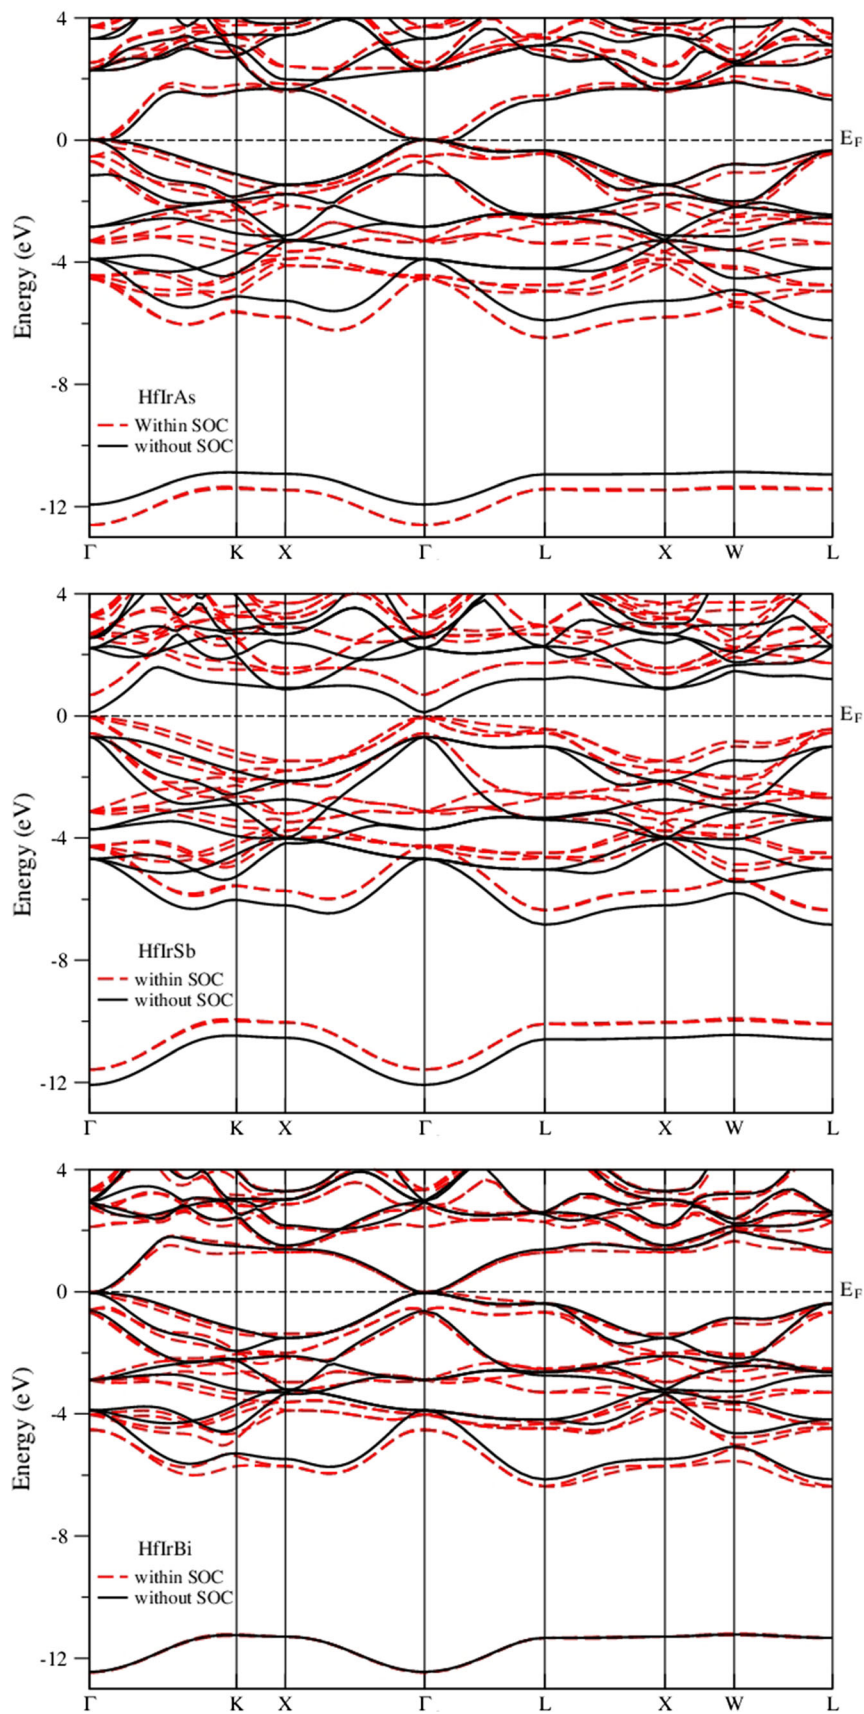 4
0
-4
-8
-12
Energy (eV)
E_F
HfIrAs
Within SOC
without SOC
Γ K X Γ L X W L
4
0
-4
-8
-12
Energy (eV)
E_F
HfIrSb
within SOC
without SOC
Γ K X Γ L X W L
4
0
-4
-8
-12
Energy (eV)
E_F
HfIrBi
within SOC
without SOC
Γ K X Γ L X W L